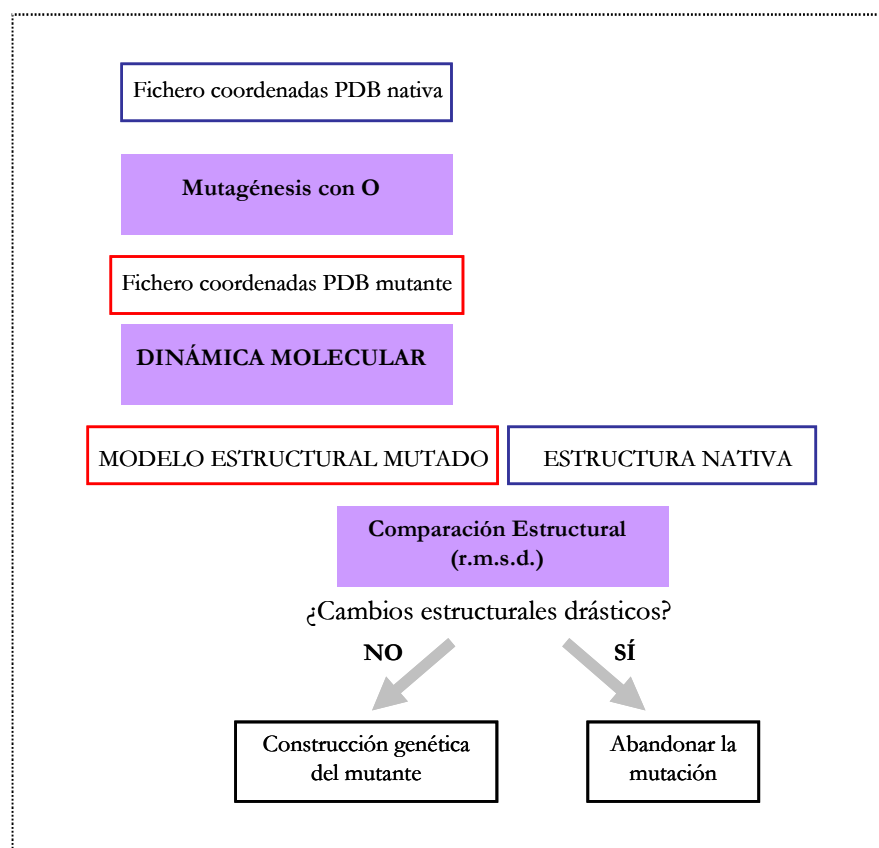 Fichero coordenadas PDB nativa
Mutagénesis con O
Fichero coordenadas PDB mutante
DINÁMICA MOLECULAR
MODELO ESTRUCTURAL MUTADO
ESTRUCTURA NATIVA
Comparación Estructural
(r.m.s.d.)
¿Cambios estructurales drásticos?
NO
SÍ
Construcción genética
del mutante
Abandonar la
mutación